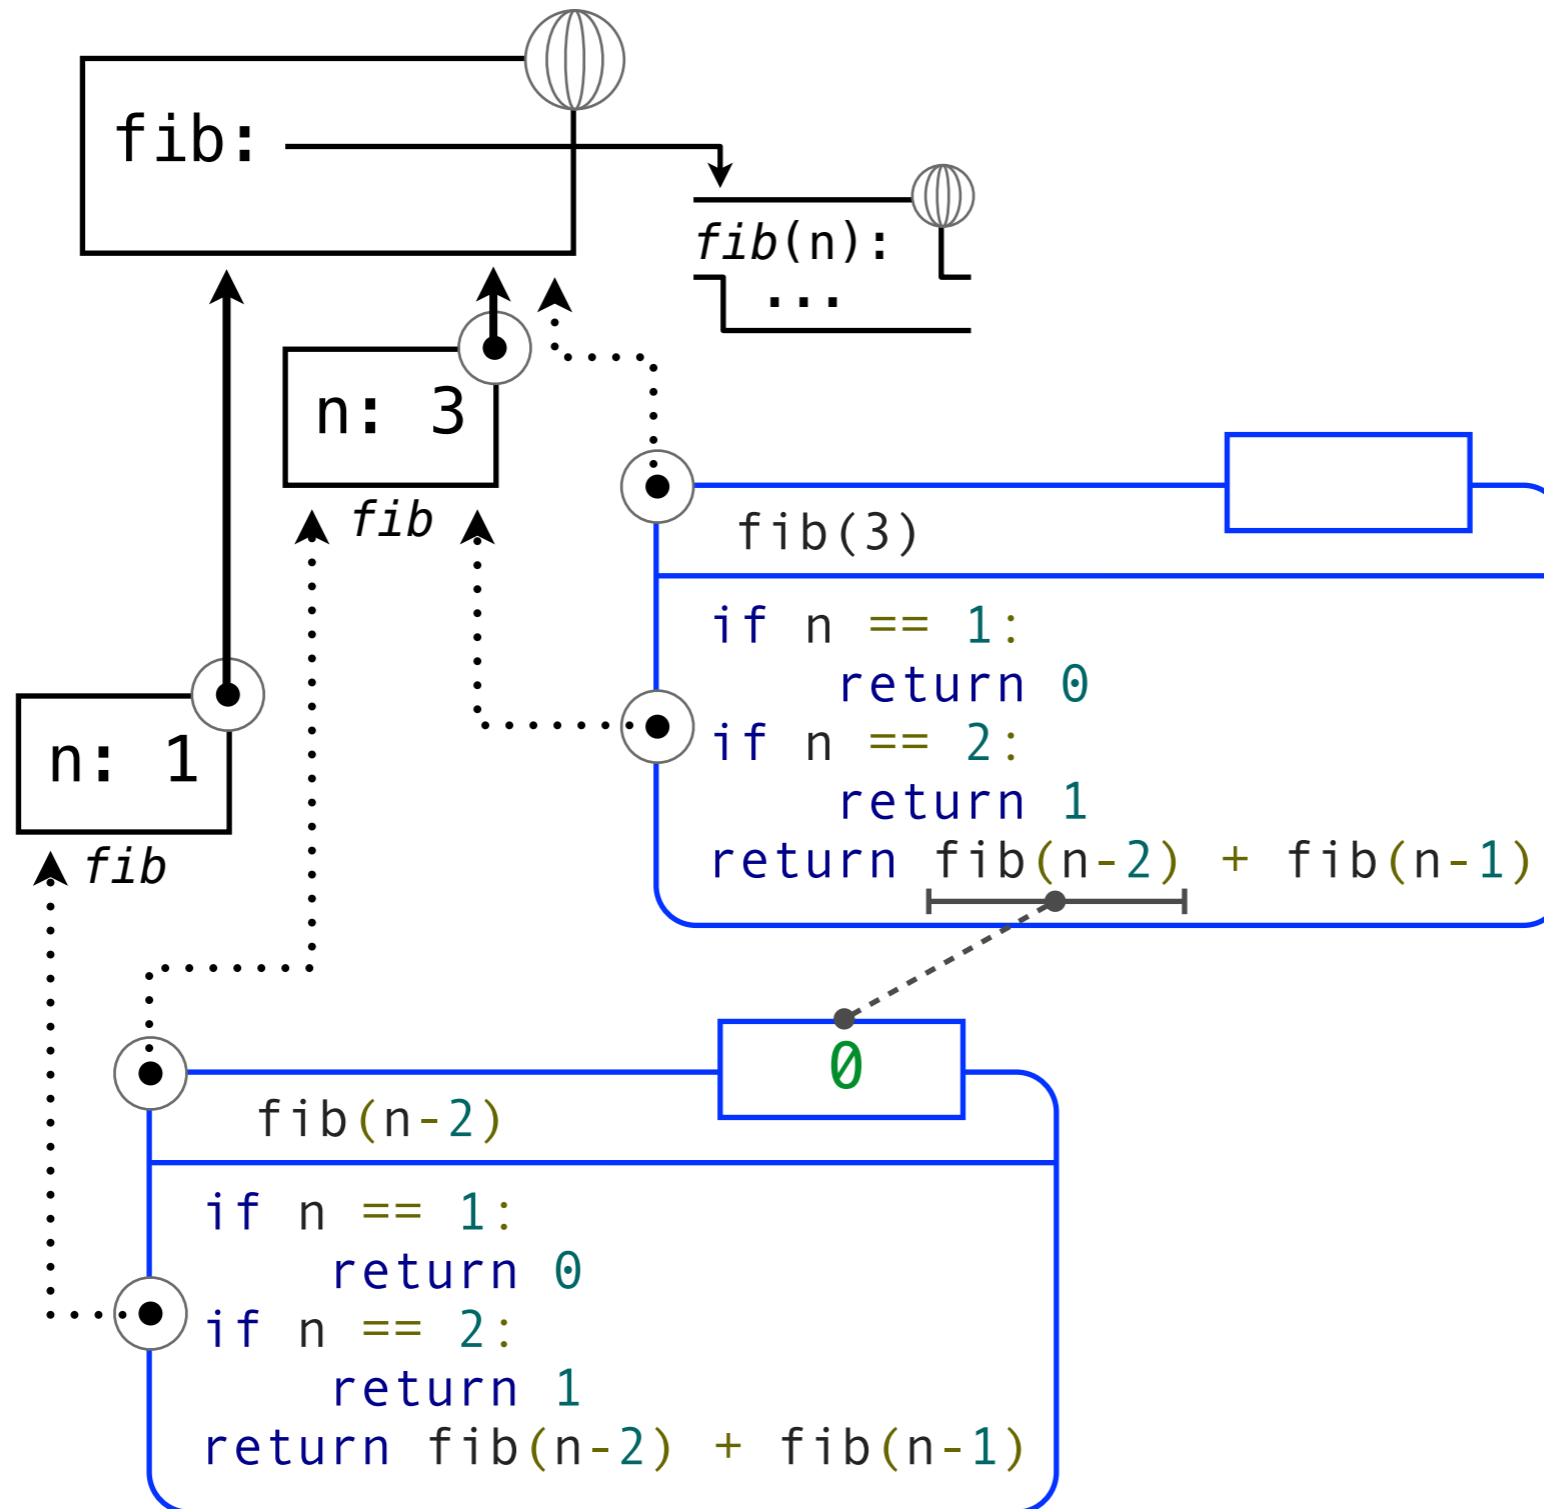 fib:
fib(n):
...
n: 3
fib
fib(3)
if n == 1:
    return 0
if n == 2:
    return 1
return fib(n-2) + fib(n-1)
n: 1
fib
0
fib(n-2)
if n == 1:
    return 0
if n == 2:
    return 1
return fib(n-2) + fib(n-1)